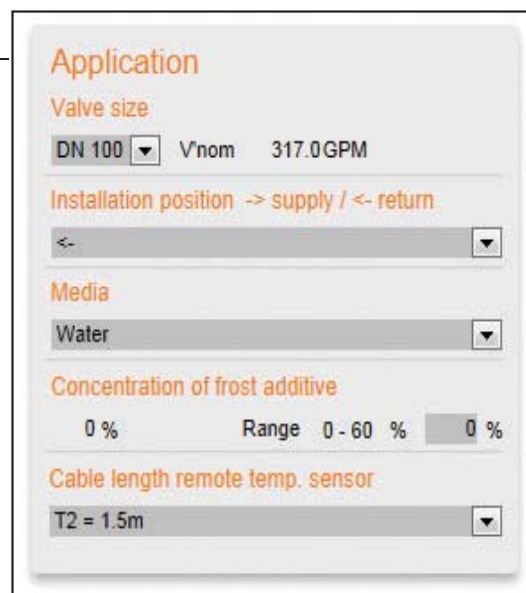 Application
Valve size
DN 100 V'nom 317.0GPM
Installation position -> supply / <- return
<-
Media
Water
Concentration of frost additive
0 % Range 0 - 60 % 0 %
Cable length remote temp. sensor
T2 = 1.5m